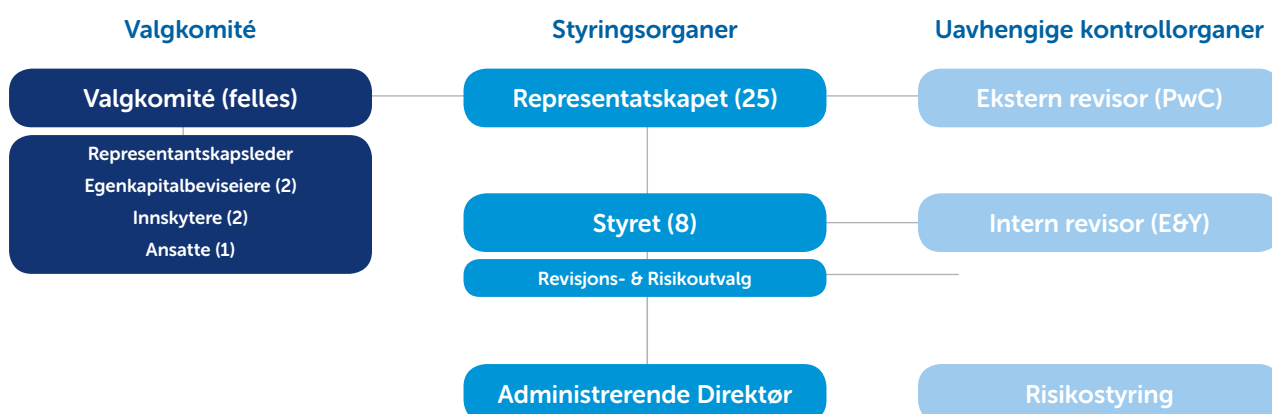 Valgkomité
Styringsorganer
Uavhengige kontrollorganer
Valgkomité (felles)
Representatskapet (25)
Ekstern revisor (PwC)
Representantskapsleder
Egenkapitalbeviseiere (2)
Innskytere (2)
Ansatte (1)
Styret (8)
Intern revisor (E&Y)
Revisjons- & Risikoutvalg
Administrerende Direktør
Risikostyring